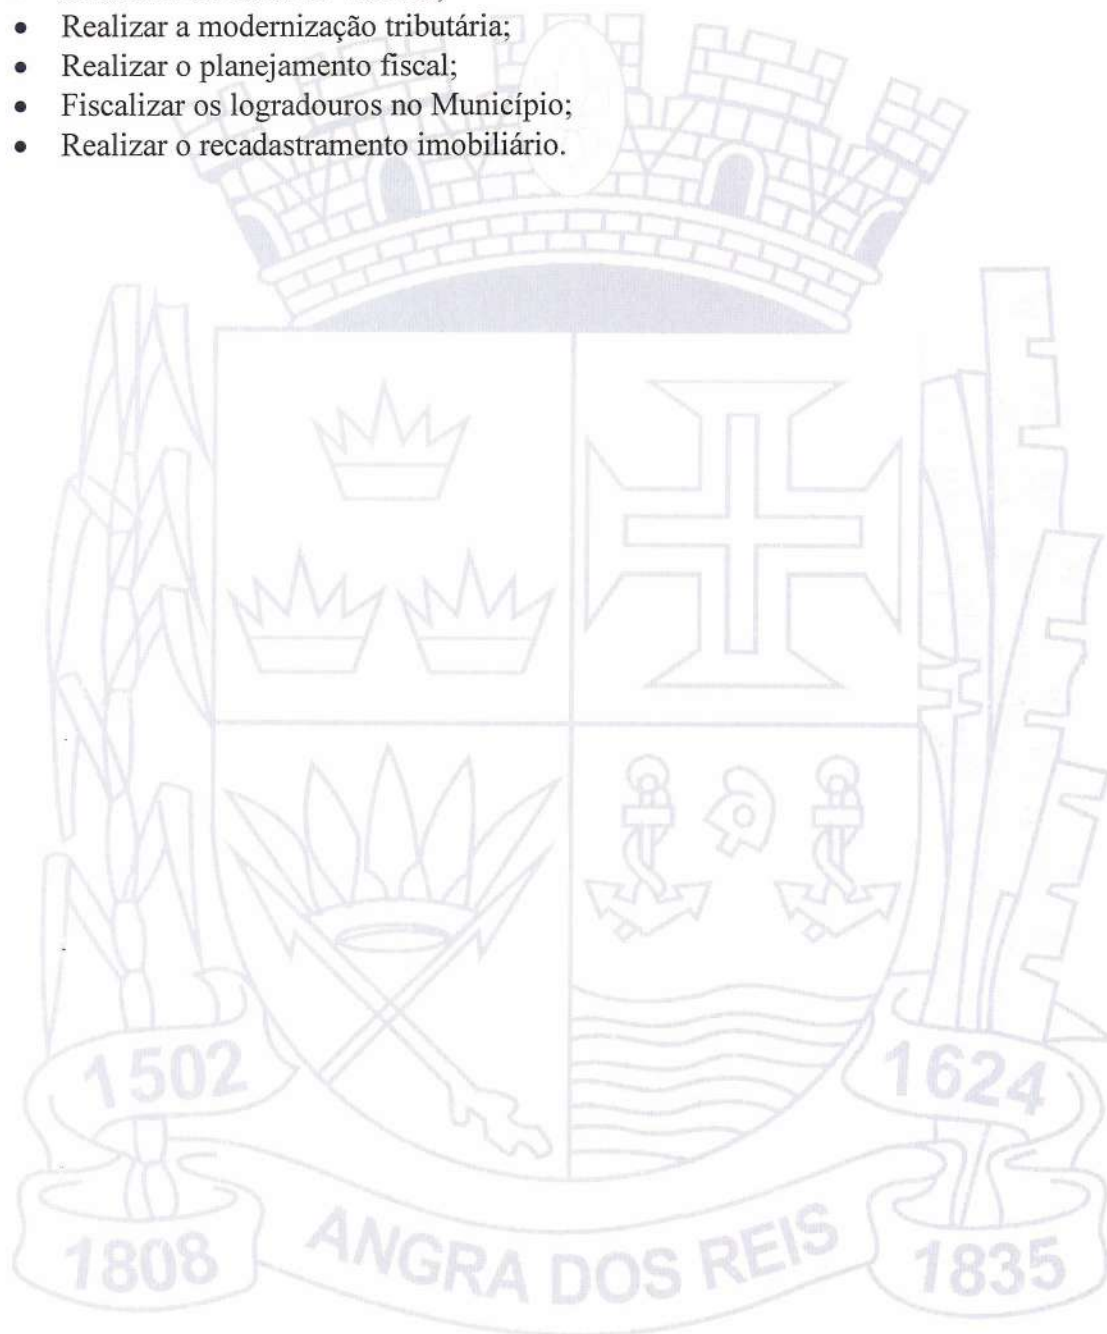 • Realizar a modernização tributária;
• Realizar o planejamento fiscal;
• Fiscalizar os logradouros no Município;
• Realizar o recadastramento imobiliário.
1502
1624
1808
ANGRA DOS REIS
1835